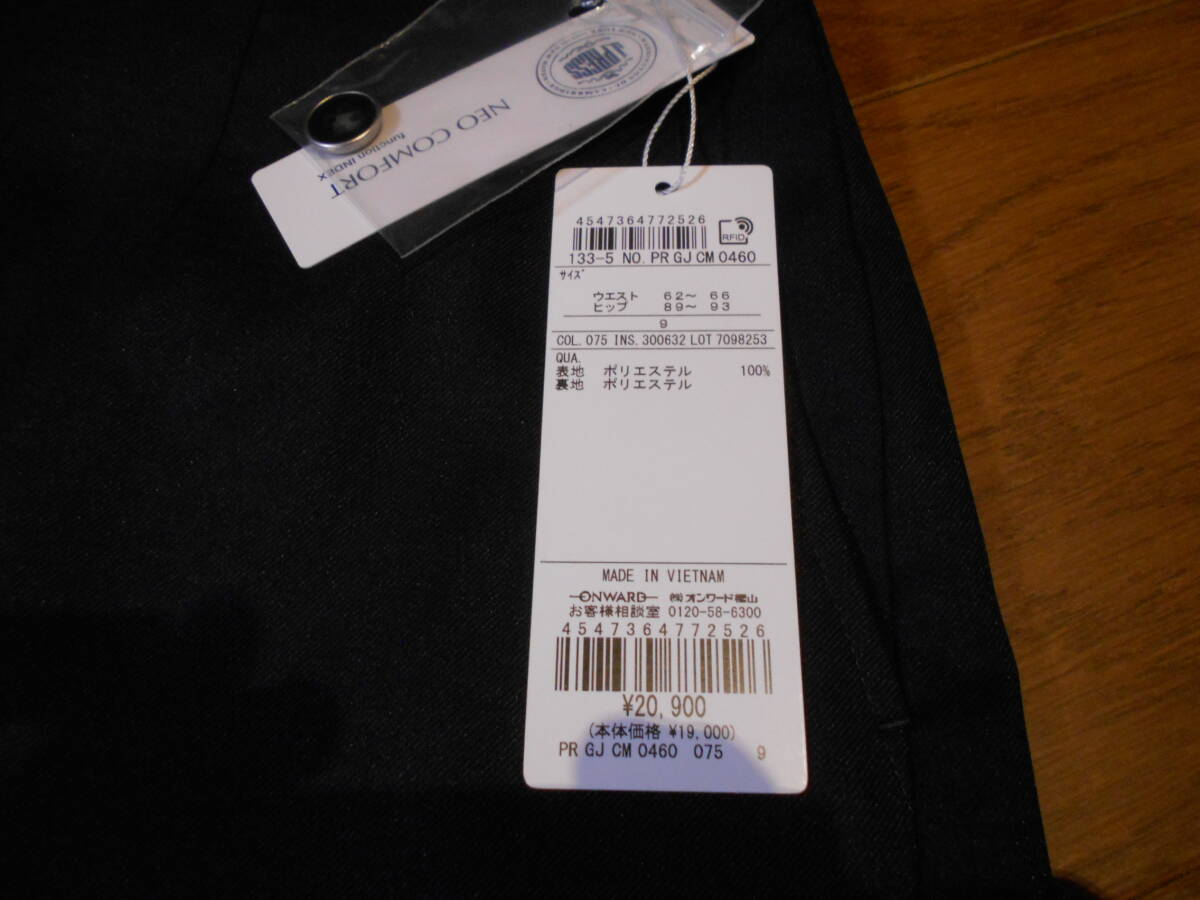 J.PRESS
NEO COMFORT
function INDEX
4547364772526
RFID
133-5 NO. PR GJ CM 0460
サイズ
ウエスト 62～ 66
ヒップ 89～ 93
9
COL. 075 INS. 300632 LOT 7098253
QUA.
表地 ポリエステル 100%
裏地 ポリエステル
MADE IN VIETNAM
ONWARD ㈱オンワード樫山
お客様相談室 0120-58-6300
4547364772526
¥20,900
(本体価格 ¥19,000)
PR GJ CM 0460 075 9